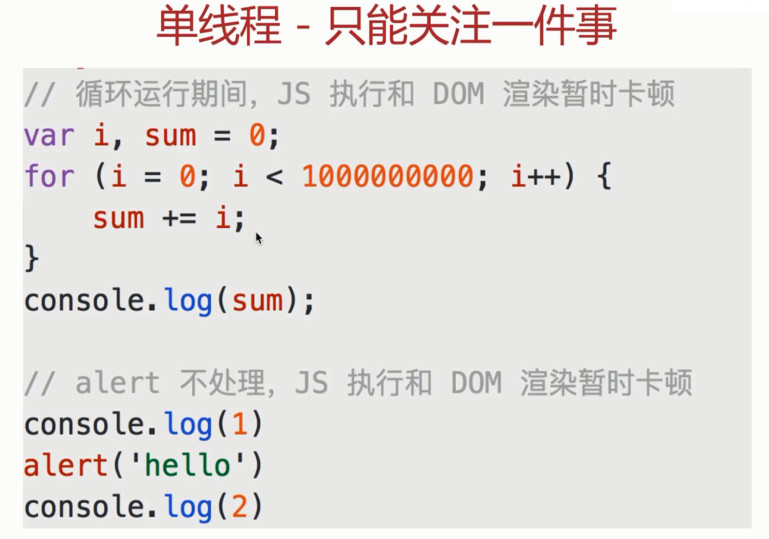 单线程 - 只能关注一件事
// 循环运行期间, JS 执行和 DOM 渲染暂时卡顿
var i, sum = 0;
for (i = 0; i < 1000000000; i++) {
    sum += i;
}
console.log(sum);
// alert 不处理, JS 执行和 DOM 渲染暂时卡顿
console.log(1)
alert('hello')
console.log(2)